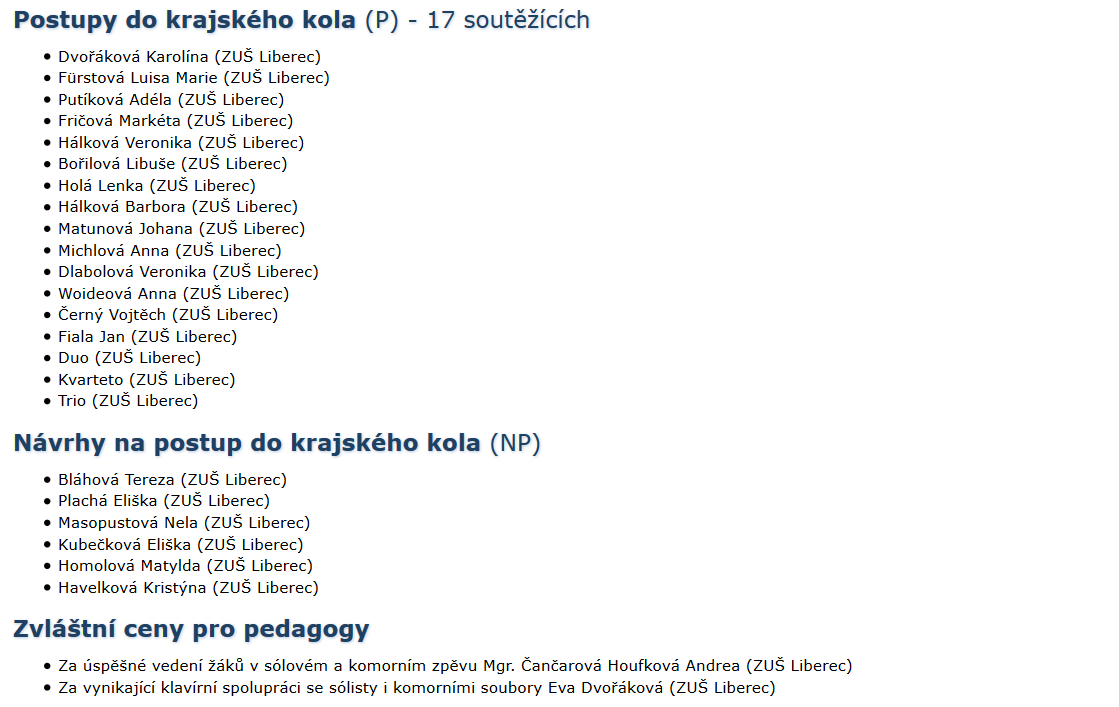 Postupy do krajského kola (P) - 17 soutěžících
• Dvořáková Karolína (ZUŠ Liberec)
• Fürstová Luisa Marie (ZUŠ Liberec)
• Putíková Adéla (ZUŠ Liberec)
• Fričová Markéta (ZUŠ Liberec)
• Hálková Veronika (ZUŠ Liberec)
• Bořilová Libuše (ZUŠ Liberec)
• Holá Lenka (ZUŠ Liberec)
• Hálková Barbora (ZUŠ Liberec)
• Matunová Johana (ZUŠ Liberec)
• Michlová Anna (ZUŠ Liberec)
• Dlabolová Veronika (ZUŠ Liberec)
• Woideová Anna (ZUŠ Liberec)
• Černý Vojtěch (ZUŠ Liberec)
• Fiala Jan (ZUŠ Liberec)
• Duo (ZUŠ Liberec)
• Kvarteto (ZUŠ Liberec)
• Trio (ZUŠ Liberec)
Návrhy na postup do krajského kola (NP)
• Bláhová Tereza (ZUŠ Liberec)
• Plachá Eliška (ZUŠ Liberec)
• Masopustová Nela (ZUŠ Liberec)
• Kubečková Eliška (ZUŠ Liberec)
• Homolová Matylda (ZUŠ Liberec)
• Havelková Kristýna (ZUŠ Liberec)
Zvláštní ceny pro pedagogy
• Za úspěšné vedení žáků v sólovém a komorním zpěvu Mgr. Čančarová Houfková Andrea (ZUŠ Liberec)
• Za vynikající klavírní spolupráci se sólisty i komorními soubory Eva Dvořáková (ZUŠ Liberec)